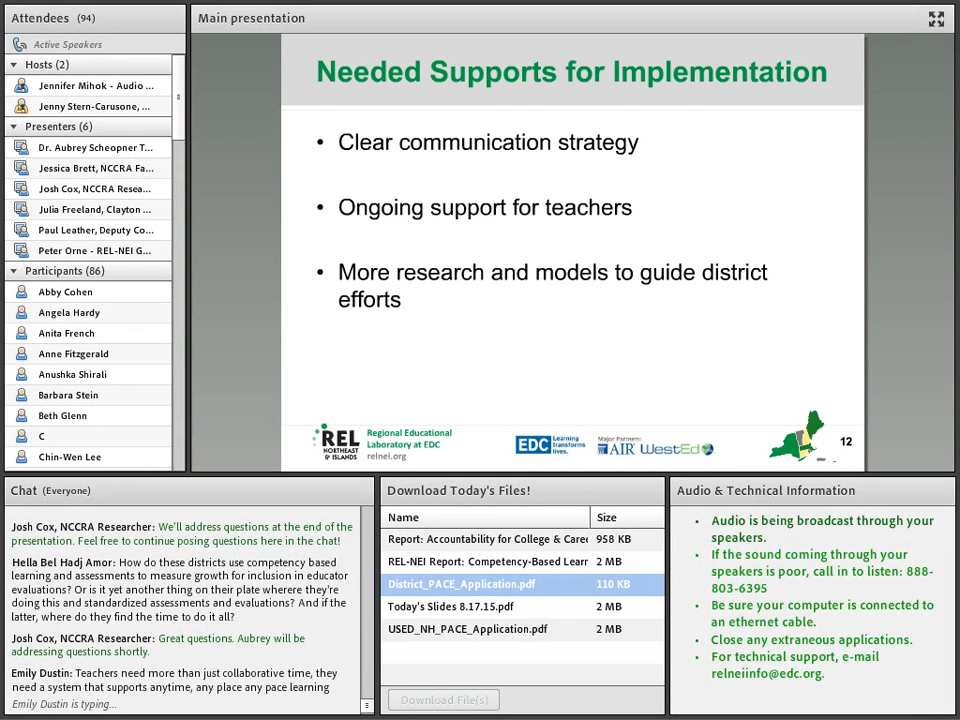 Attendees (94)
Active Speakers
Hosts (2)
Jennifer Mihok - Audio ...
Jenny Stern-Carusone, ...
Presenters (6)
Dr. Aubrey Scheopner T...
Jessica Brett, NCCRA Fa...
Josh Cox, NCCRA Resea...
Julia Freeland, Clayton ...
Paul Leather, Deputy Co...
Peter Orne - REL-NEI G...
Participants (86)
Abby Cohen
Angela Hardy
Anita French
Anne Fitzgerald
Anushka Shirali
Barbara Stein
Beth Glenn
C
Chin-Wen Lee
Main presentation
Needed Supports for Implementation
• Clear communication strategy
• Ongoing support for teachers
• More research and models to guide district
efforts
REL
NORTHEAST
& ISLANDS
Regional Educational
Laboratory at EDC
relnei.org
EDC Learning
transforms
lives.
Major Partners:
AIR WestEd
12
Chat (Everyone)
Josh Cox, NCCRA Researcher: We'll address questions at the end of the
presentation. Feel free to continue posing questions here in the chat!
Hella Bel Hadj Amor: How do these districts use competency based
learning and assessments to measure growth for inclusion in educator
evaluations? Or is it yet another thing on their plate wherere they're
doing this and standardized assessments and evaluations? And if the
latter, where do they find the time to do it all?
Josh Cox, NCCRA Researcher: Great questions. Aubrey will be
addressing questions shortly.
Emily Dustin: Teachers need more than just collaborative time, they
need a system that supports anytime, any place any pace learning
Emily Dustin is typing...
Download Today's Files!
Name Size
Report: Accountability for College & Caree 958 KB
REL-NEI Report: Competency-Based Learr 2 MB
District_PACE_Application.pdf 110 KB
Today's Slides 8.17.15.pdf 2 MB
USED_NH_PACE_Application.pdf 2 MB
Download File(s)
Audio & Technical Information
• Audio is being broadcast through your
speakers.
• If the sound coming through your
speakers is poor, call in to listen: 888-
803-6395
• Be sure your computer is connected to
an ethernet cable.
• Close any extraneous applications.
• For technical support, e-mail
relneiinfo@edc.org.